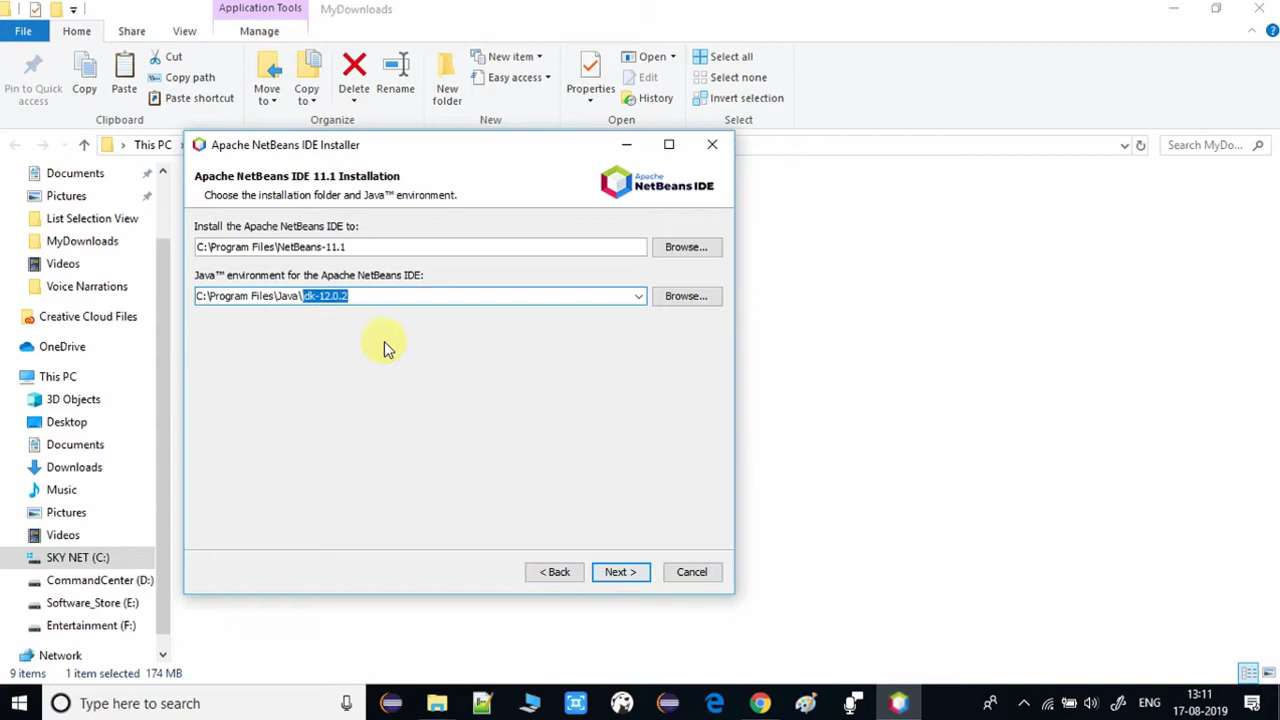 Application Tools
MyDownloads
File
Home
Share
View
Manage
Pin to Quick
access
Copy
Paste
Cut
Copy path
Paste shortcut
Clipboard
Move
to
Copy
to
Delete
Rename
Organize
New
folder
New item
Easy access
New
Properties
Open
Edit
History
Open
Select all
Select none
Invert selection
Select
This PC
Search MyDo...
Documents
Pictures
List Selection View
MyDownloads
Videos
Voice Narrations
Creative Cloud Files
OneDrive
This PC
3D Objects
Desktop
Documents
Downloads
Music
Pictures
Videos
SKY NET (C:)
CommandCenter (D:)
Software_Store (E:)
Entertainment (F:)
Network
9 items
1 item selected 174 MB
Apache NetBeans IDE Installer
Apache NetBeans IDE 11.1 Installation
Choose the installation folder and Java™ environment.
Apache
NetBeans IDE
Install the Apache NetBeans IDE to:
C:\Program Files\NetBeans-11.1
Browse...
Java™ environment for the Apache NetBeans IDE:
C:\Program Files\Java\jdk-12.0.2
Browse...
< Back
Next >
Cancel
Type here to search
ENG
13:11
17-08-2019